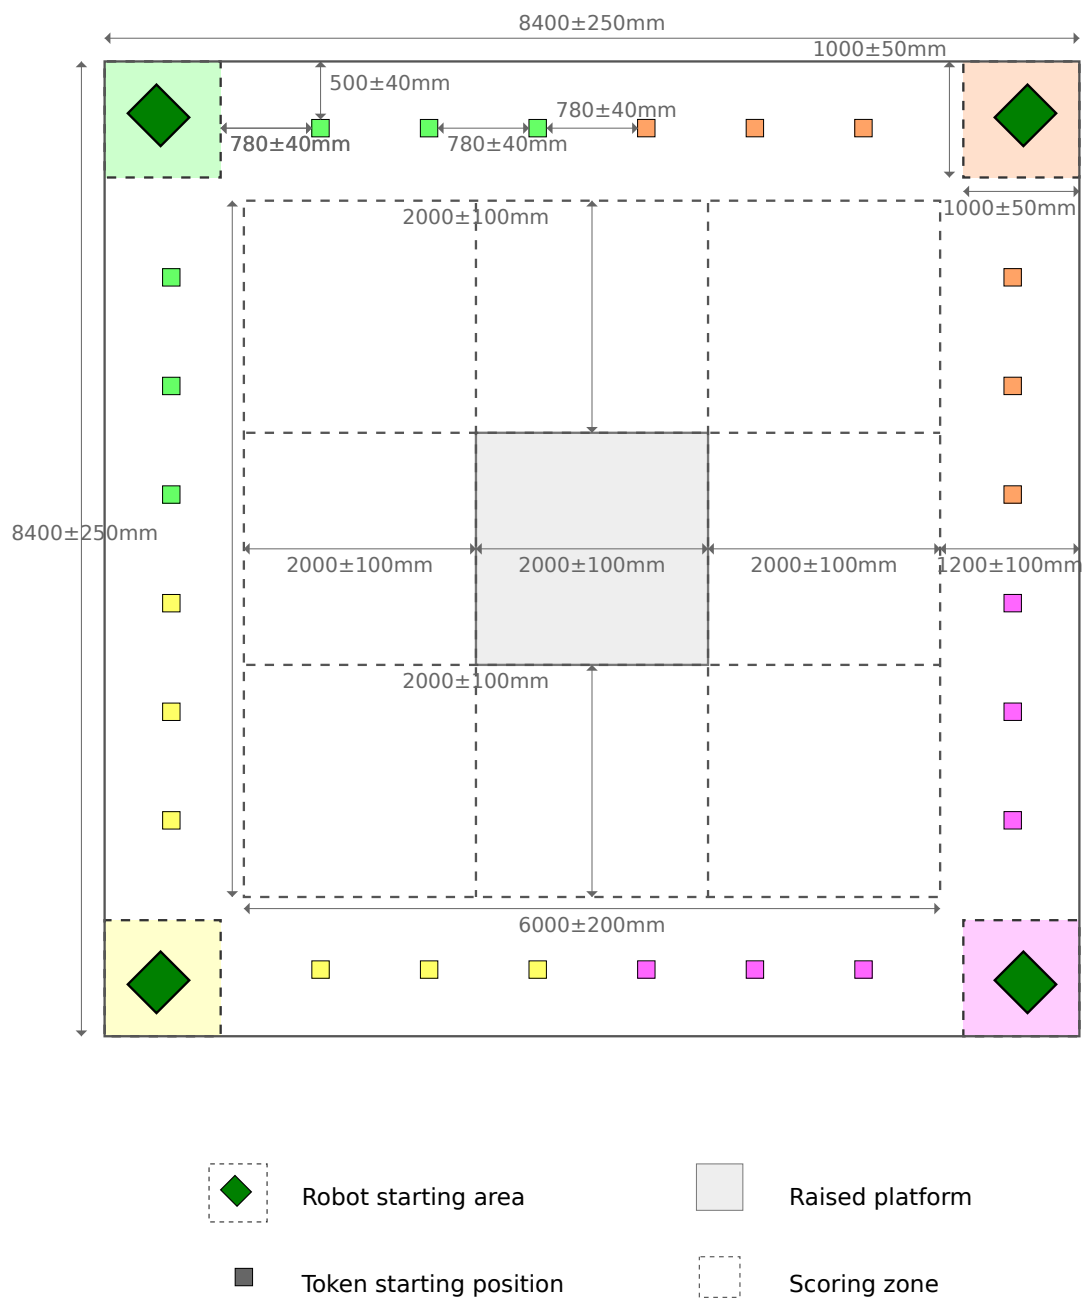 8400±250mm
1000±50mm
500±40mm
780±40mm
780±40mm
780±40mm
1000±50mm
2000±100mm
8400±250mm
2000±100mm
2000±100mm
2000±100mm
1200±100mm
2000±100mm
6000±200mm
Robot starting area
Raised platform
Token starting position
Scoring zone